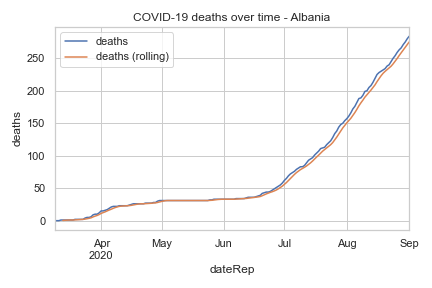 COVID-19 deaths over time - Albania
deaths
deaths (rolling)
250
200
150
100
50
0
deaths
Apr
2020
May
Jun
Jul
Aug
Sep
dateRep